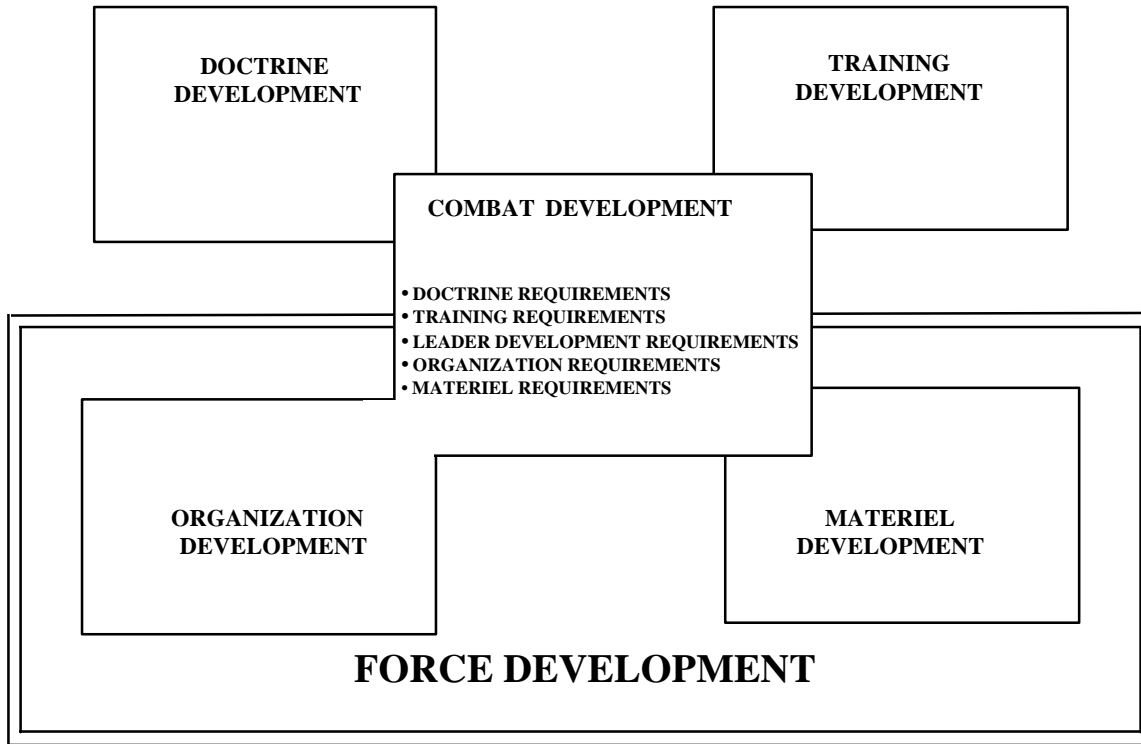 DOCTRINE
DEVELOPMENT
TRAINING
DEVELOPMENT
COMBAT DEVELOPMENT
• DOCTRINE REQUIREMENTS
• TRAINING REQUIREMENTS
• LEADER DEVELOPMENT REQUIREMENTS
• ORGANIZATION REQUIREMENTS
• MATERIEL REQUIREMENTS
ORGANIZATION
DEVELOPMENT
MATERIEL
DEVELOPMENT
FORCE DEVELOPMENT